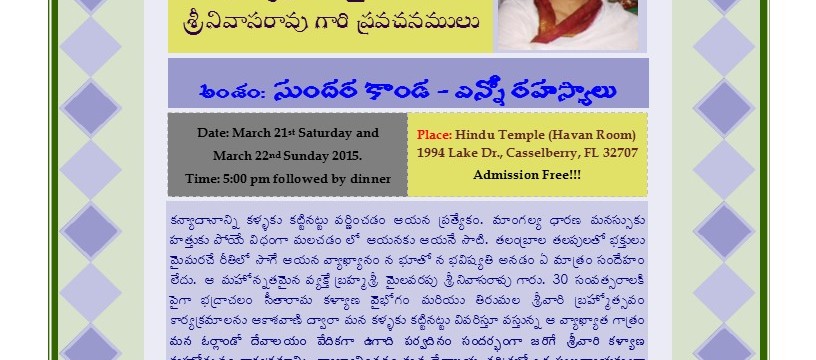 శ్రీనివాసరావు గారి ప్రవచనములు
అంశం: సుందర కాండ - ఎన్నో రహస్యాలు
Date: March 21st Saturday and
March 22nd Sunday 2015.
Time: 5:00 pm followed by dinner
Place: Hindu Temple (Havan Room)
1994 Lake Dr., Casselberry, FL 32707
Admission Free!!!
కన్యాదానాన్ని కళ్ళకు కట్టినట్టు వర్ణించడం ఆయన ప్రత్యేకం. మాంగల్య ధారణ మనస్సుకు
హత్తుకు పోయే విధంగా మలచడం లో ఆయనకు ఆయనే సాటి. తలంబ్రాల తలపులతో భక్తులు
మైమరచే రీతిలో సాగే ఆయన వ్యాఖ్యానం న భూతో న భవిష్యతి అనడం ఏ మాత్రం సందేహం
లేదు. ఆ మహోన్నతమైన వ్యక్తే బ్రహ్మశ్రీ మైలవరపు శ్రీనివాసరావు గారు. 30 సంవత్సరాలకి
పైగా భద్రాచలం సీతారామ కళ్యాణ వైభోగం మరియు తిరుమల శ్రీవారి బ్రహ్మోత్సవం
కార్యక్రమాలను ఆకాశవాణి ద్వారా మన కళ్ళకు కట్టినట్టు వివరిస్తూ వస్తున్న ఆ వ్యాఖ్యాత గాత్రం
మన ఓర్లాండో దేవాలయం వేదికగా ఉగాది పర్వదినం సందర్భంగా జరిగే శ్రీవారి కళ్యాణ